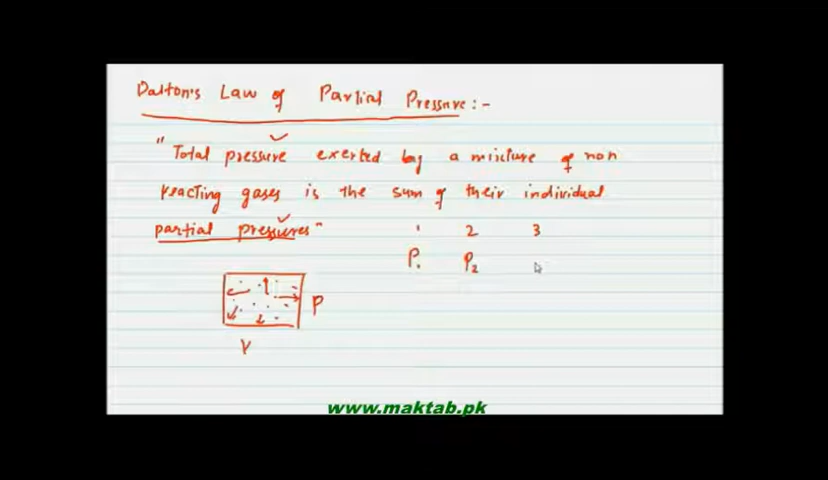 Dalton's Law of Partial Pressure:-
"Total pressure exerted by a mixture of non
reacting gases is the sum of their individual
partial pressures"
1 2 3
P₁ P₂
P
V
www.maktab.pk